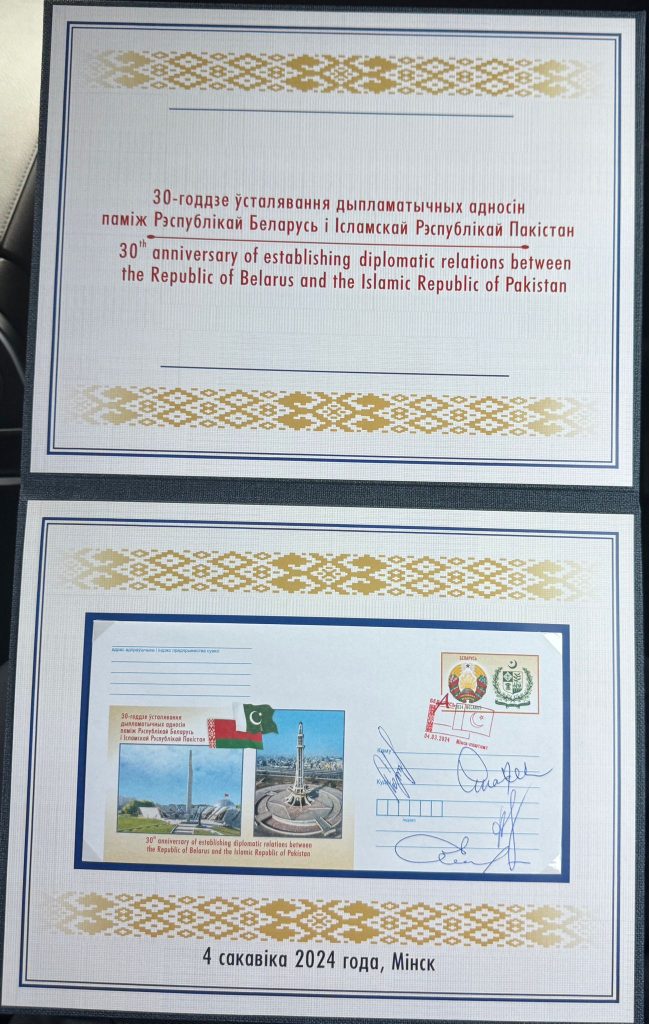 30-годдзе ўсталявання дыпламатычных адносін
паміж Рэспублікай Беларусь і Ісламскай Рэспублікай Пакістан
30th anniversary of establishing diplomatic relations between
the Republic of Belarus and the Islamic Republic of Pakistan
БЕЛАРУСЬ
A
2024 BELARUS
30-годдзе ўсталявання
дыпламатычных адносін
паміж Рэспублікай Беларусь
і Ісламскай Рэспублікай Пакістан
04.03.2024 Мінск-паштамт
Каму
Куды
індэкс
30th anniversary of establishing diplomatic relations between
the Republic of Belarus and the Islamic Republic of Pakistan
4 сакавіка 2024 года, Мінск